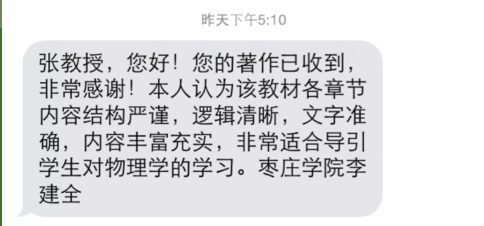 昨天下午5:10
张教授，您好！您的著作已收到，
非常感谢！本人认为该教材各章节
内容结构严谨，逻辑清晰，文字准
确，内容丰富充实，非常适合导引
学生对物理学的学习。枣庄学院李
建全